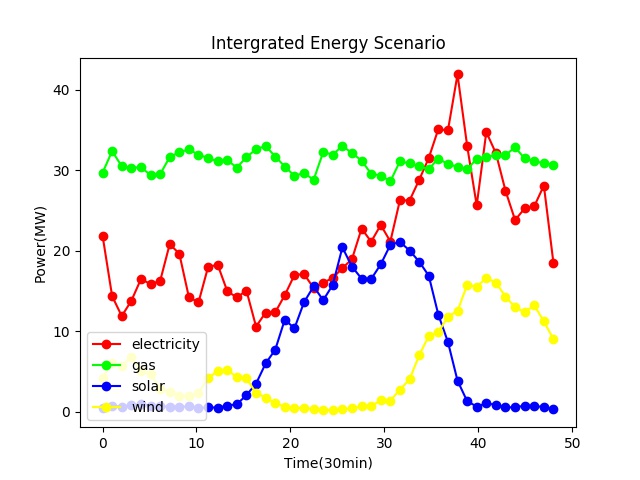 Intergrated Energy Scenario
Power(MW)
40
30
20
10
0
electricity
gas
solar
wind
0 10 20 30 40 50
Time(30min)